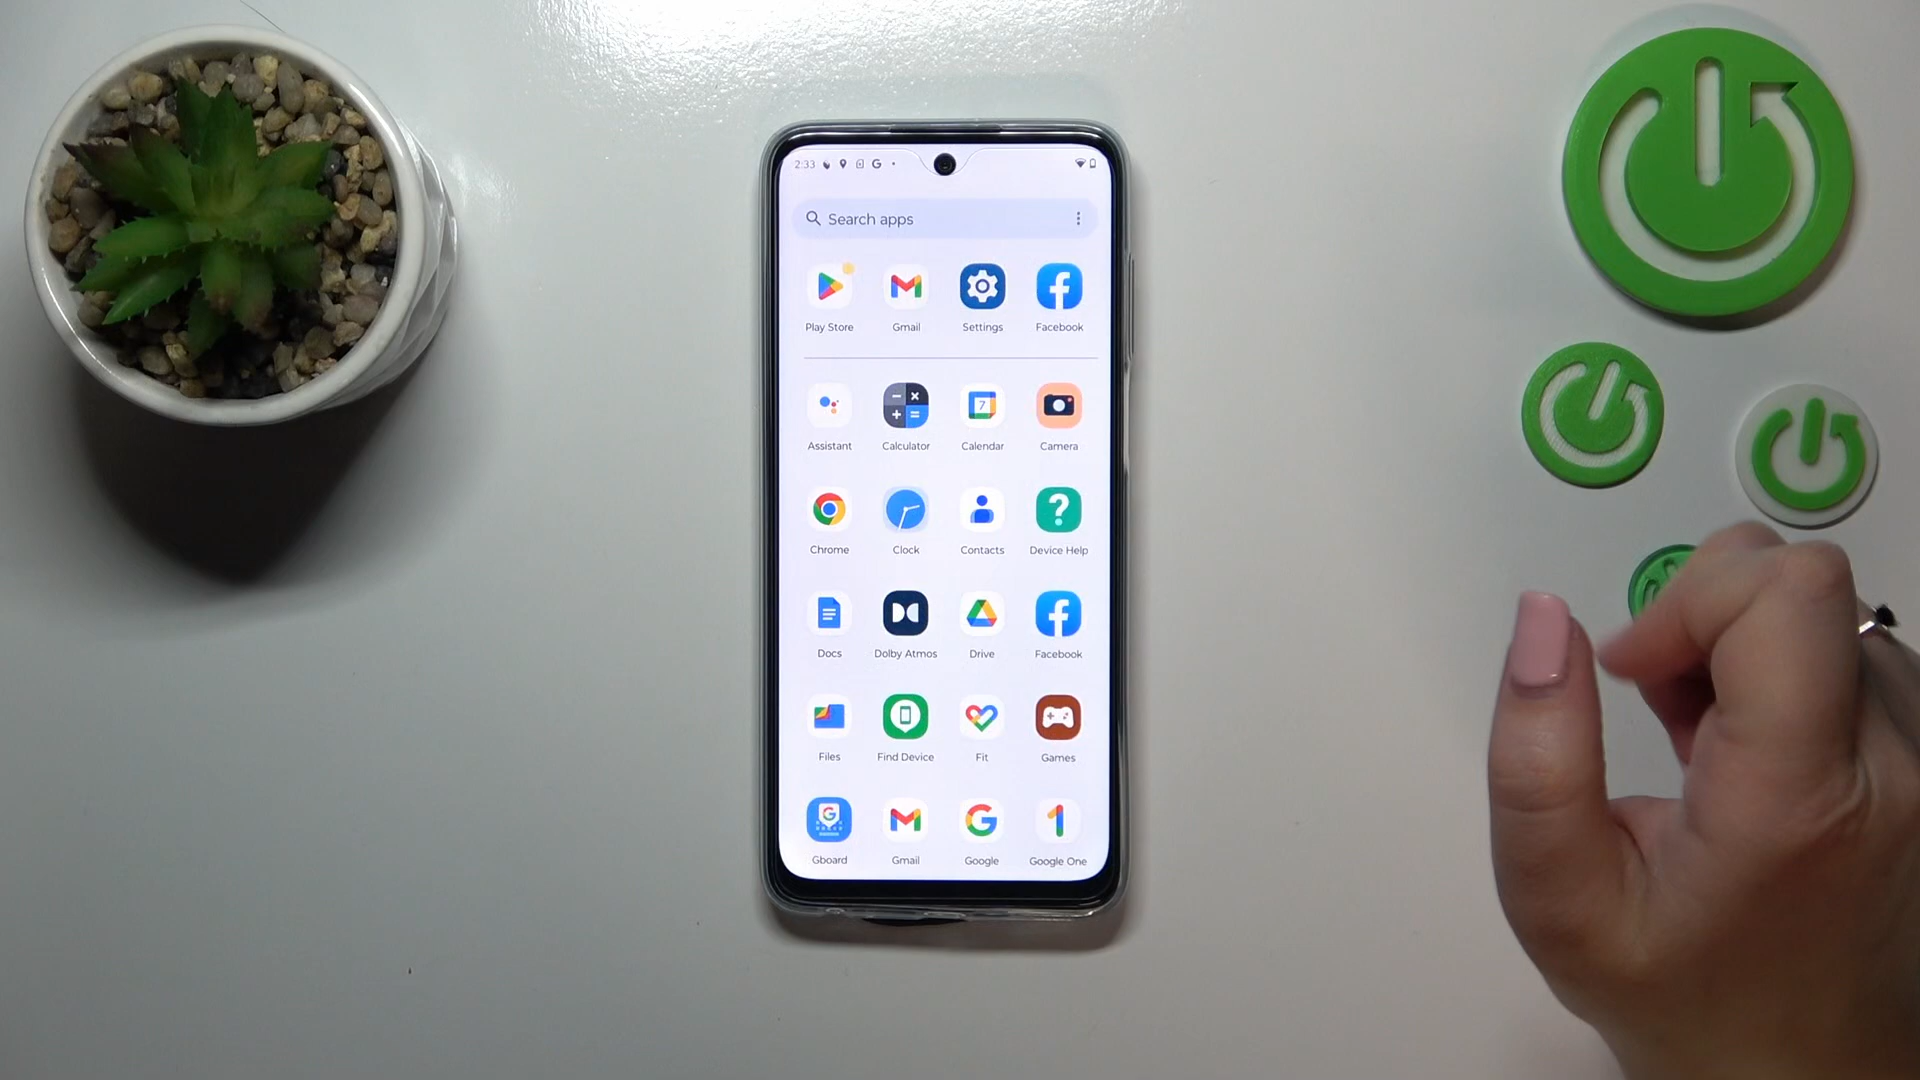 2:33
Search apps
Play Store Gmail Settings Facebook
Assistant Calculator Calendar Camera
Chrome Clock Contacts Device Help
Docs Dolby Atmos Drive Facebook
Files Find Device Fit Games
Gboard Gmail Google Google One